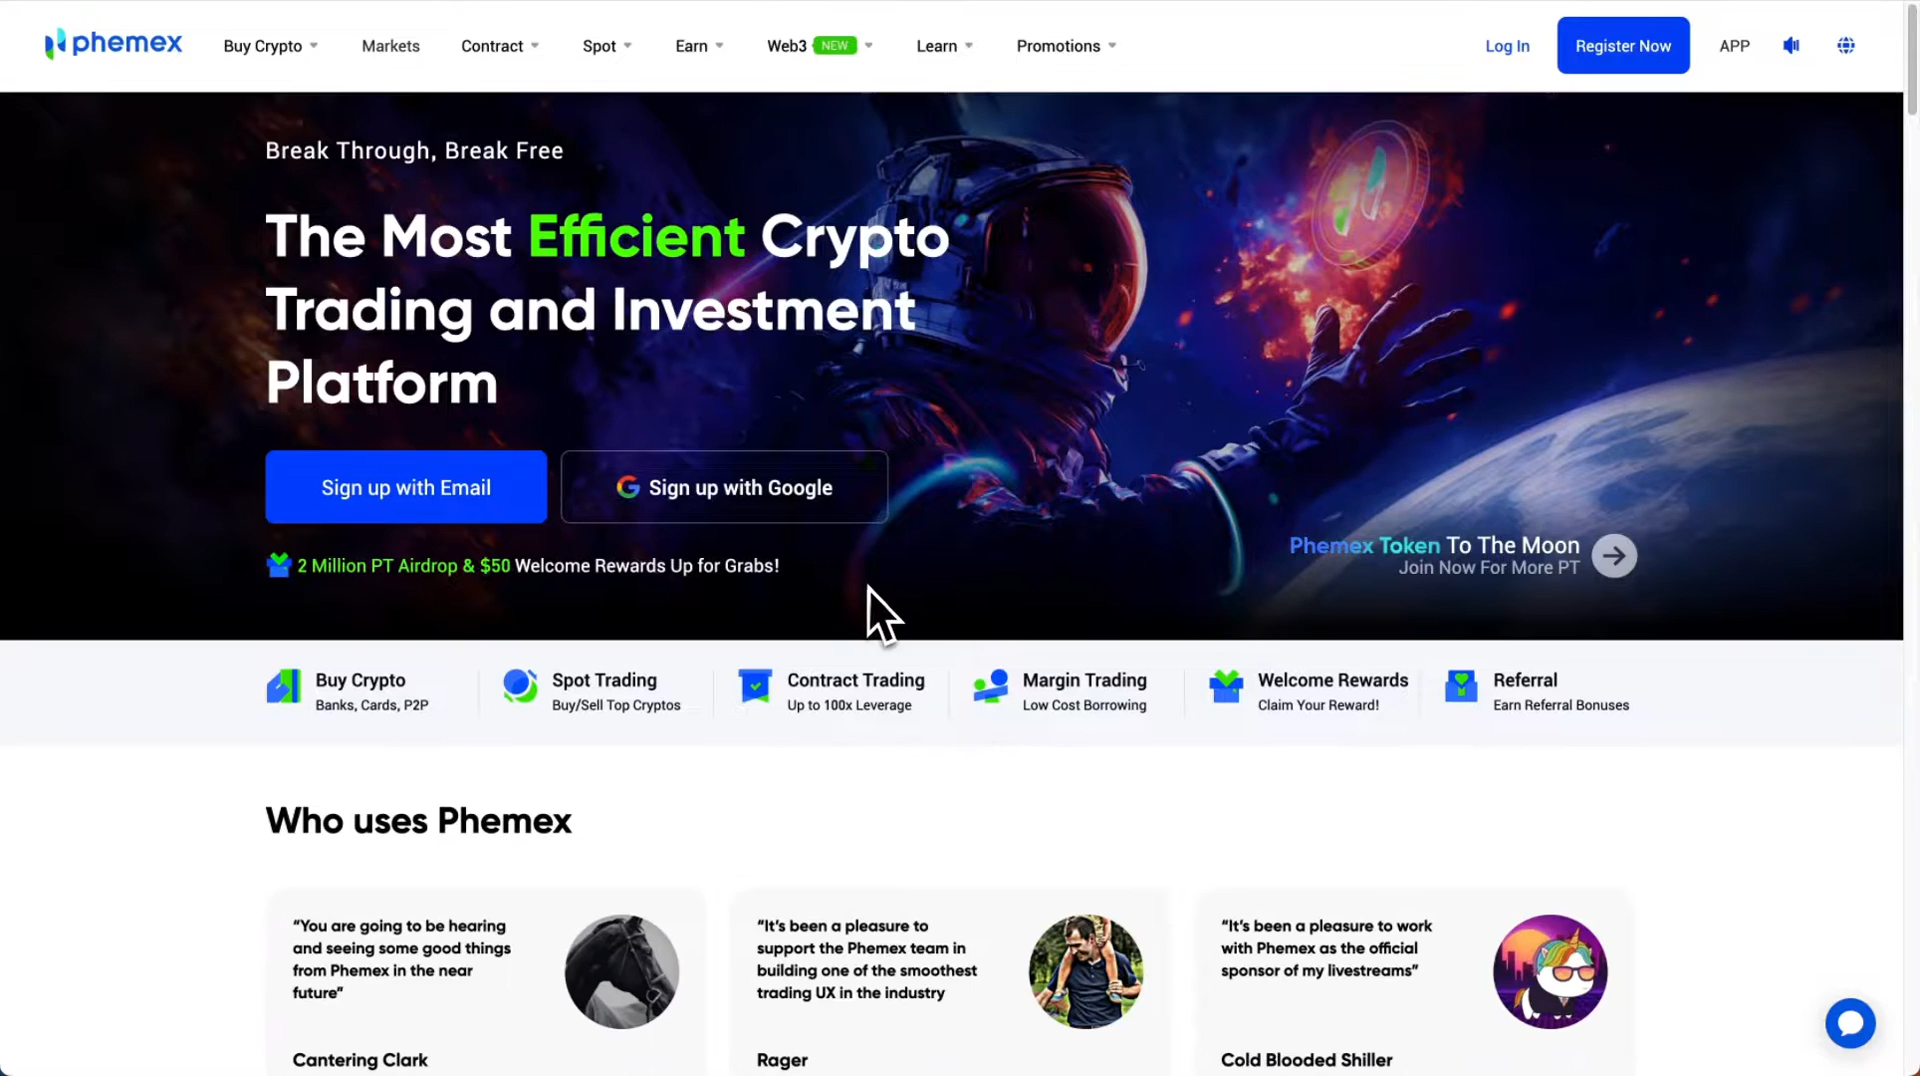 phemex
Buy Crypto
Markets
Contract
Spot
Earn
Web3 NEW
Learn
Promotions
Log In
Register Now
APP
Break Through, Break Free
The Most Efficient Crypto
Trading and Investment
Platform
Sign up with Email
Sign up with Google
2 Million PT Airdrop & $50 Welcome Rewards Up for Grabs!
Phemex Token To The Moon
Join Now For More PT
Buy Crypto
Banks, Cards, P2P
Spot Trading
Buy/Sell Top Cryptos
Contract Trading
Up to 100x Leverage
Margin Trading
Low Cost Borrowing
Welcome Rewards
Claim Your Reward!
Referral
Earn Referral Bonuses
Who uses Phemex
“You are going to be hearing
and seeing some good things
from Phemex in the near
future”
Cantering Clark
“It’s been a pleasure to
support the Phemex team in
building one of the smoothest
trading UX in the industry
Rager
“It’s been a pleasure to work
with Phemex as the official
sponsor of my livestreams”
Cold Blooded Shiller